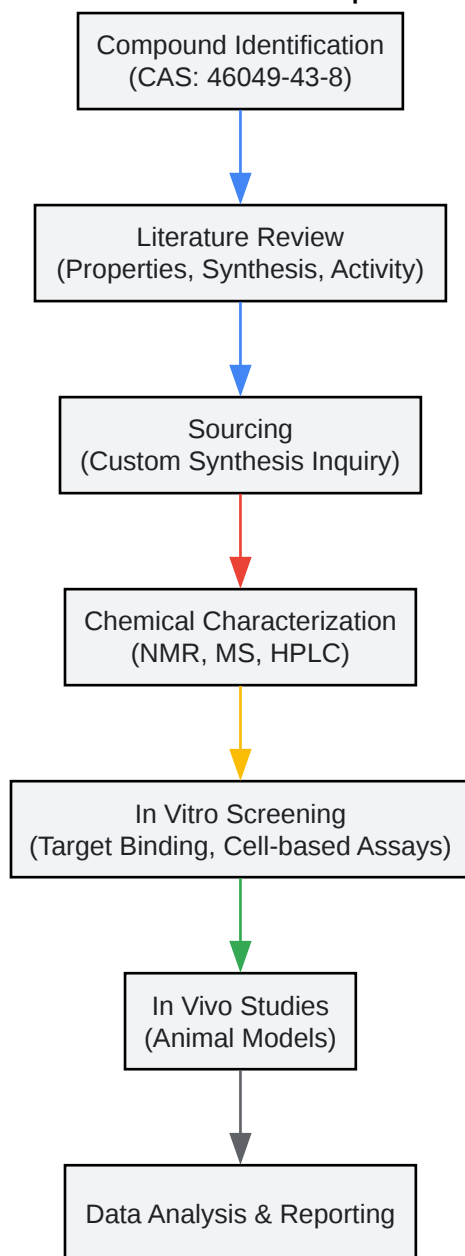 Compound Identification
(CAS: 46049-43-8)
Literature Review
(Properties, Synthesis, Activity)
Sourcing
(Custom Synthesis Inquiry)
Chemical Characterization
(NMR, MS, HPLC)
In Vitro Screening
(Target Binding, Cell-based Assays)
In Vivo Studies
(Animal Models)
Data Analysis & Reporting